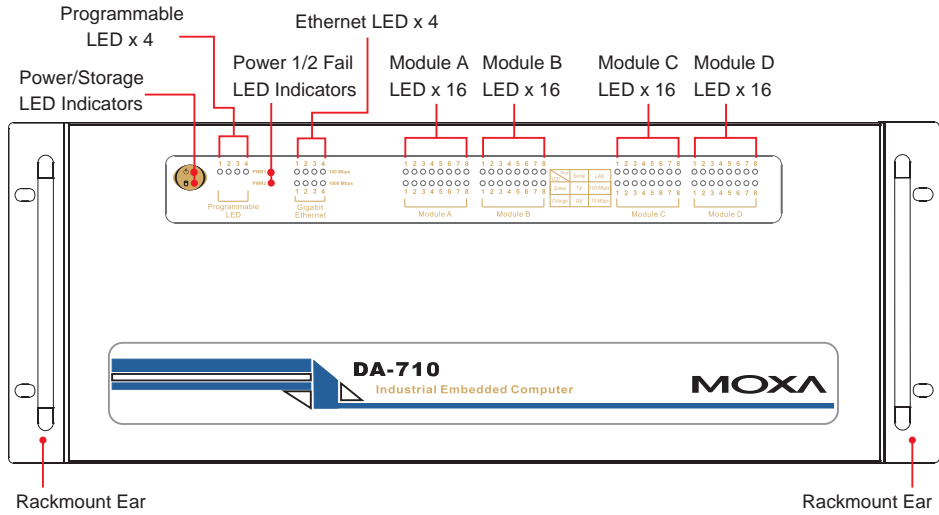 Programmable
LED x 4
Ethernet LED x 4
Power/Storage
LED Indicators
Power 1/2 Fail
LED Indicators
Module A
LED x 16
Module B
LED x 16
Module C
LED x 16
Module D
LED x 16
1 2 3 4
PWR1
PWR2
Programmable
LED
1 2 3 4
100 Mbps
1000 Mbps
1 2 3 4
Gigabit
Ethernet
1 2 3 4 5 6 7 8
1 2 3 4 5 6 7 8
Module A
1 2 3 4 5 6 7 8
1 2 3 4 5 6 7 8
Module B
Port Serial LAN
LED
Green TX 100 Mbps
Orange RX 10 Mbps
1 2 3 4 5 6 7 8
1 2 3 4 5 6 7 8
Module C
1 2 3 4 5 6 7 8
1 2 3 4 5 6 7 8
Module D
DA-710
Industrial Embedded Computer
MOXA
Rackmount Ear
Rackmount Ear